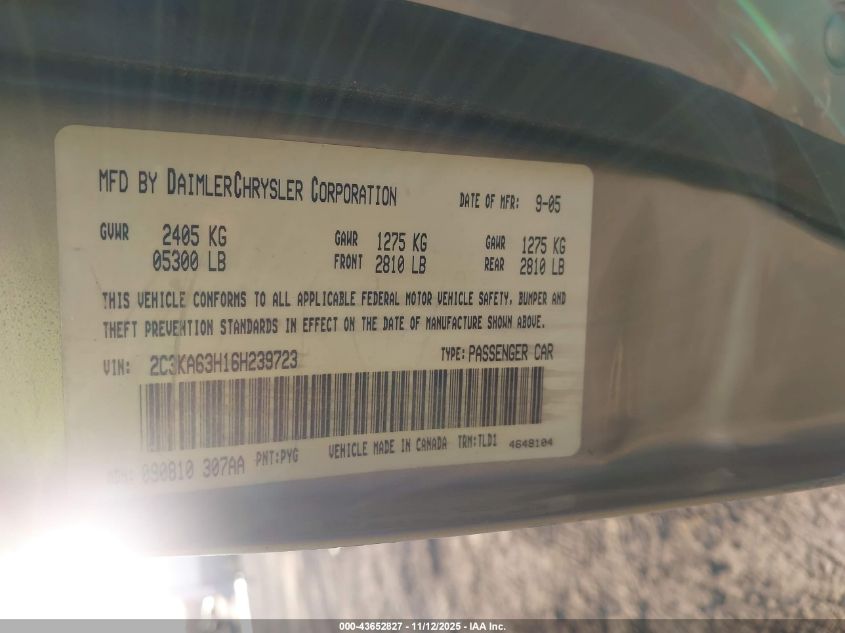 MFD BY DAIMLERCHRYSLER CORPORATION DATE OF MFR: 9-05
GVWR 2405 KG GAWR 1275 KG GAWR 1275 KG
05300 LB FRONT 2810 LB REAR 2810 LB
THIS VEHICLE CONFORMS TO ALL APPLICABLE FEDERAL MOTOR VEHICLE SAFETY, BUMPER AND
THEFT PREVENTION STANDARDS IN EFFECT ON THE DATE OF MANUFACTURE SHOWN ABOVE.
VIN: 2C3KA63H16H239723 TYPE: PASSENGER CAR
090810 307AA PNT:PYG VEHICLE MADE IN CANADA TRM:TLD1 4648104
000-43652827 - 11/12/2025 - IAA Inc.